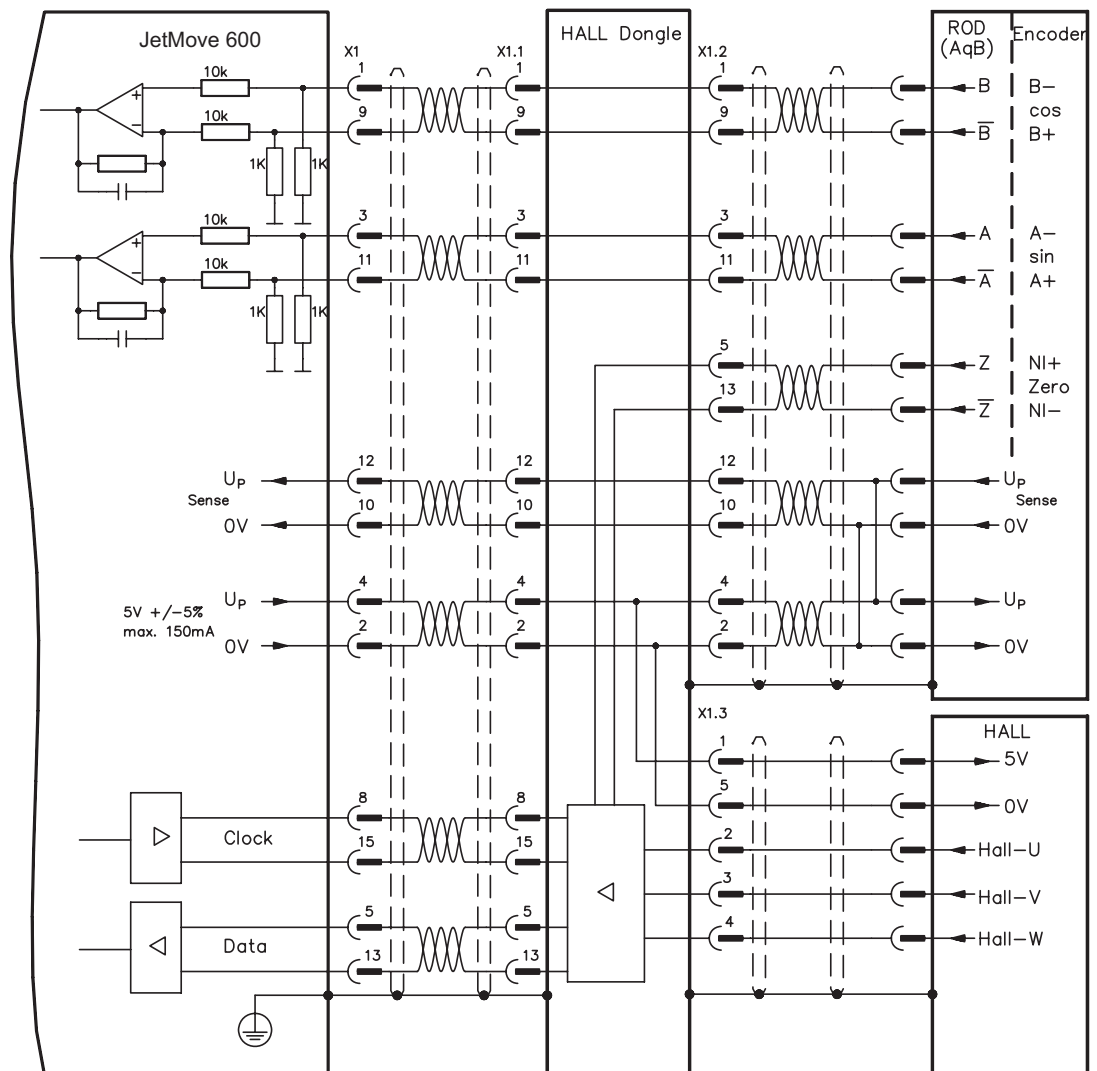 JetMove 600
HALL Dongle
ROD
(AqB)
Encoder
X1
X1.1
X1.2
10k
1
1
1
B
B−
cos
10k
9
9
9
B̅
B+
1K
1K
10k
3
3
3
A
A−
sin
10k
11
11
11
A̅
A+
1K
1K
5
Z
NI+
Zero
13
Z̅
NI−
UP
12
12
12
UP
Sense
Sense
0V
10
10
10
0V
5V +/−5%
max. 150mA
UP
4
4
4
UP
0V
2
2
2
0V
X1.3
HALL
1
5V
5
0V
Clock
8
8
2
Hall−U
15
15
3
Hall−V
Data
5
5
4
Hall−W
13
13